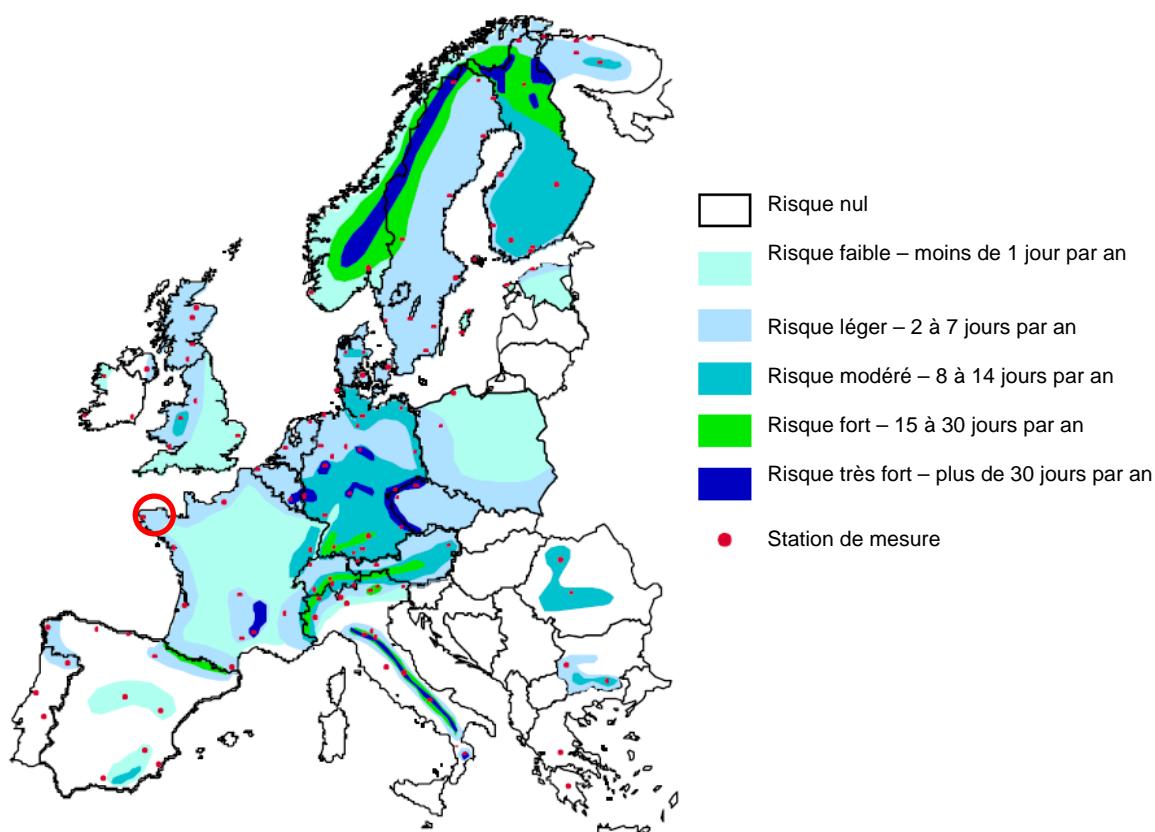 Risque nul
Risque faible – moins de 1 jour par an
Risque léger – 2 à 7 jours par an
Risque modéré – 8 à 14 jours par an
Risque fort – 15 à 30 jours par an
Risque très fort – plus de 30 jours par an
Station de mesure